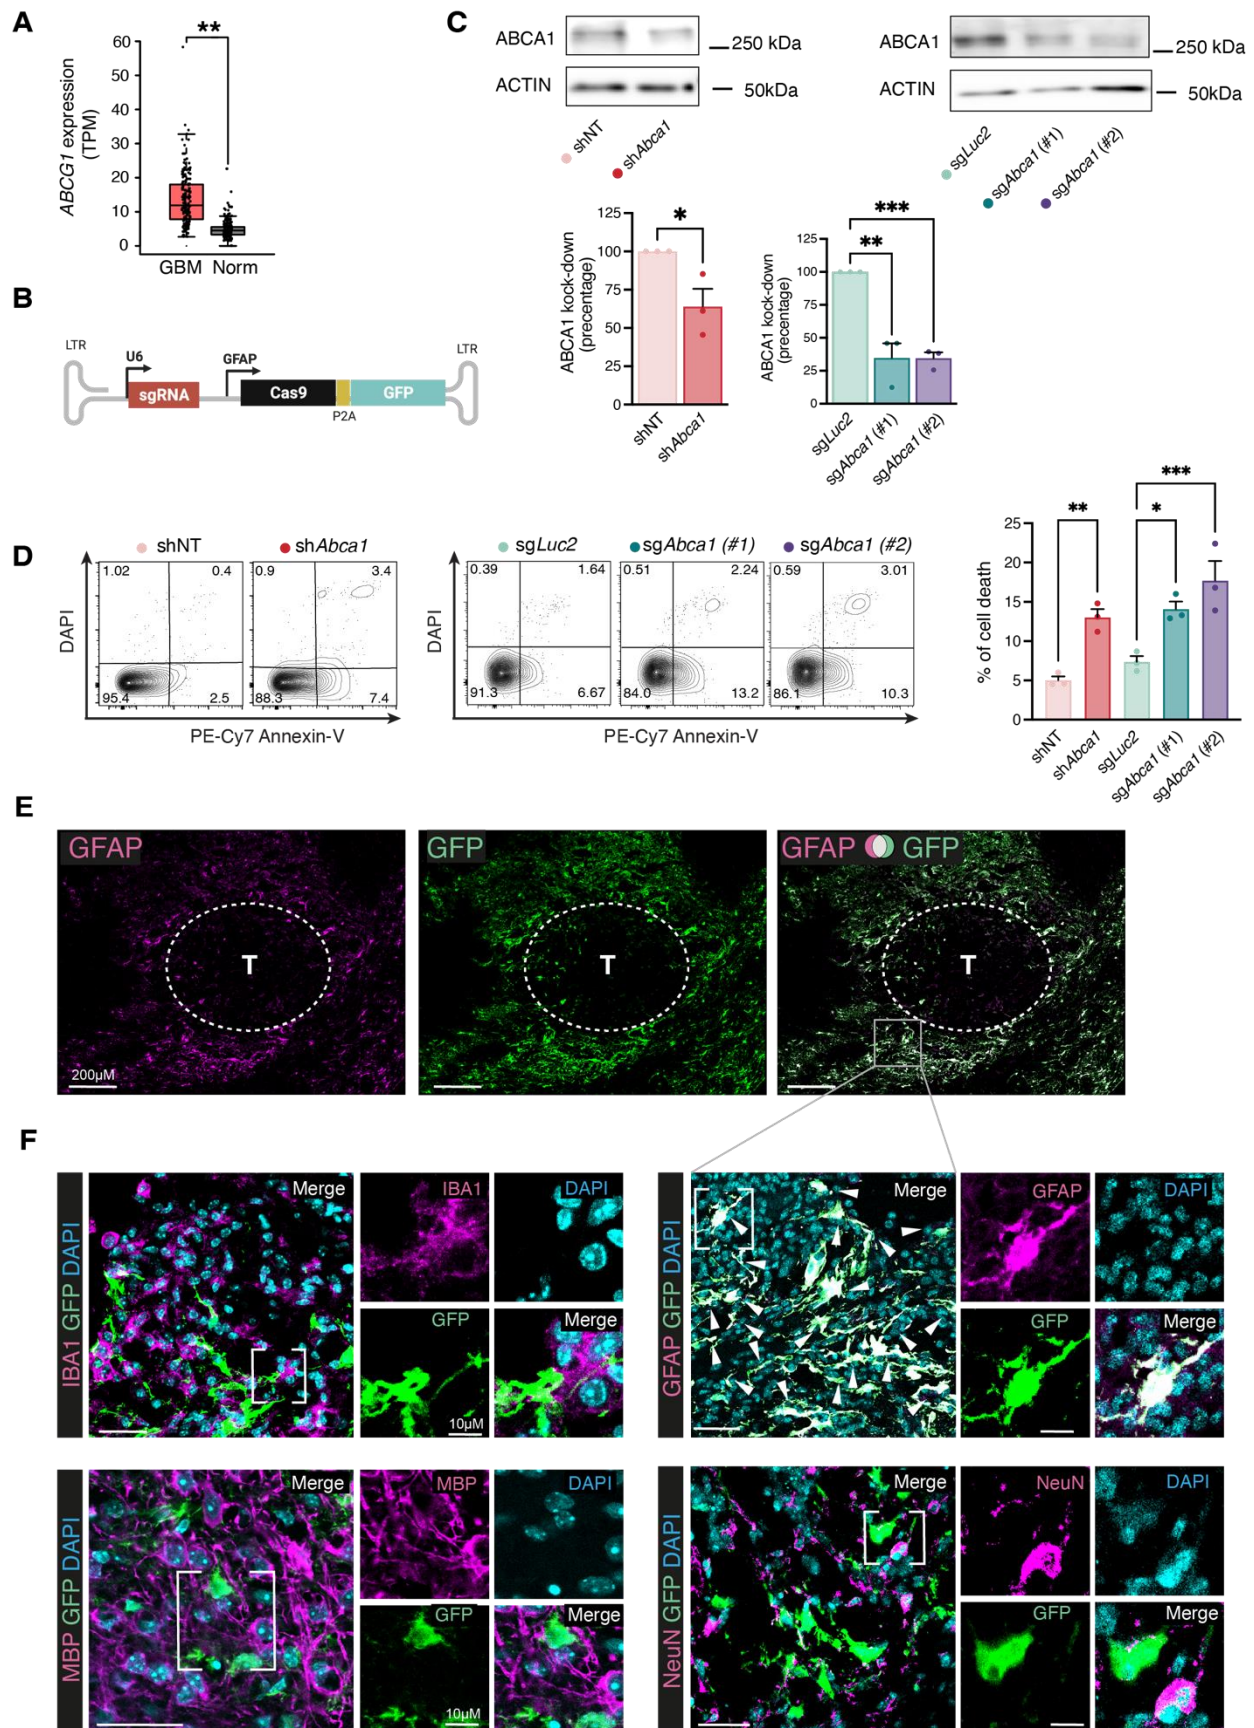 A
**
60
50
40
30
20
10
0
ABCG1 expression
(TPM)
GBM Norm
B
LTR
U6
GFAP
LTR
sgRNA
Cas9
GFP
P2A
C
ABCA1
250 kDa
ACTIN
50kDa
shNT
shAbca1
ABCA1
250 kDa
ACTIN
50kDa
sgLuc2
sgAbca1 (#1)
sgAbca1 (#2)
125
100
75
50
25
0
ABCA1 kock-down
(precentage)
*
shNT
shAbca1
125
100
75
50
25
0
ABCA1 kock-down
(precentage)
***
**
sgLuc2
sgAbca1 (#1)
sgAbca1 (#2)
D
shNT
shAbca1
1.02 0.4
95.4 2.5
0.9 3.4
88.3 7.4
DAPI
PE-Cy7 Annexin-V
sgLuc2
sgAbca1 (#1)
sgAbca1 (#2)
0.39 1.64
91.3 6.67
0.51 2.24
84.0 13.2
0.59 3.01
86.1 10.3
DAPI
PE-Cy7 Annexin-V
25
20
15
10
5
0
% of cell death
***
**
*
shNT
shAbca1
sgLuc2
sgAbca1 (#1)
sgAbca1 (#2)
E
GFAP
T
200µM
GFP
T
GFAP GFP
T
F
IBA1 GFP DAPI
Merge
IBA1
DAPI
GFP
10µM
Merge
GFAP GFP DAPI
Merge
GFAP
DAPI
GFP
Merge
MBP GFP DAPI
Merge
MBP
DAPI
GFP
10µM
Merge
NeuN GFP DAPI
Merge
NeuN
DAPI
GFP
Merge